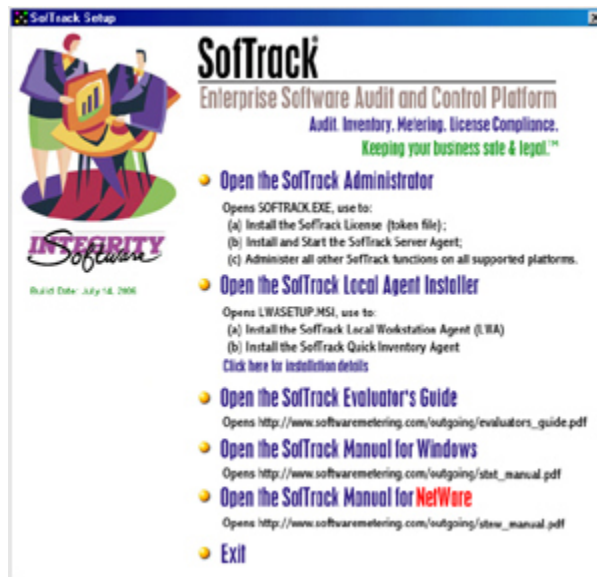 SofTrack Setup
SofTrack®
Enterprise Software Audit and Control Platform
Audit. Inventory. Metering. License Compliance.
Keeping your business safe & legal.™
INTEGRITY
Software
Build Date: July 14, 2006
Open the SofTrack Administrator
Opens SOFTRACK.EXE, use to:
(a) Install the SofTrack License (token file);
(b) Install and Start the SofTrack Server Agent;
(c) Administer all other SofTrack functions on all supported platforms.
Open the SofTrack Local Agent Installer
Opens LWASETUP.MSI, use to:
(a) Install the SofTrack Local Workstation Agent (LWA)
(b) Install the SofTrack Quick Inventory Agent
Click here for installation details
Open the SofTrack Evaluator's Guide
Opens http://www.softwaremetering.com/outgoing/evaluators_guide.pdf
Open the SofTrack Manual for Windows
Opens http://www.softwaremetering.com/outgoing/stnt_manual.pdf
Open the SofTrack Manual for NetWare
Opens http://www.softwaremetering.com/outgoing/stnw_manual.pdf
Exit